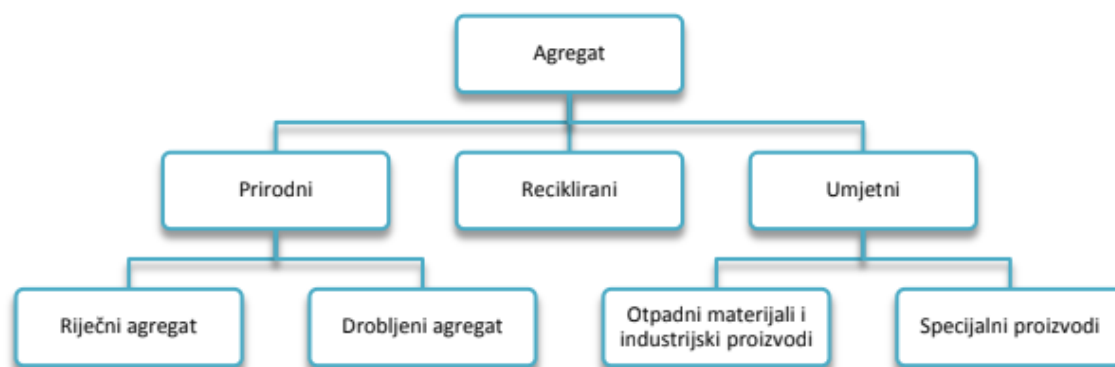 Agregat
Prirodni
Reciklirani
Umjetni
Riječni agregat
Drobljeni agregat
Otpadni materijali i
industrijski proizvodi
Specijalni proizvodi